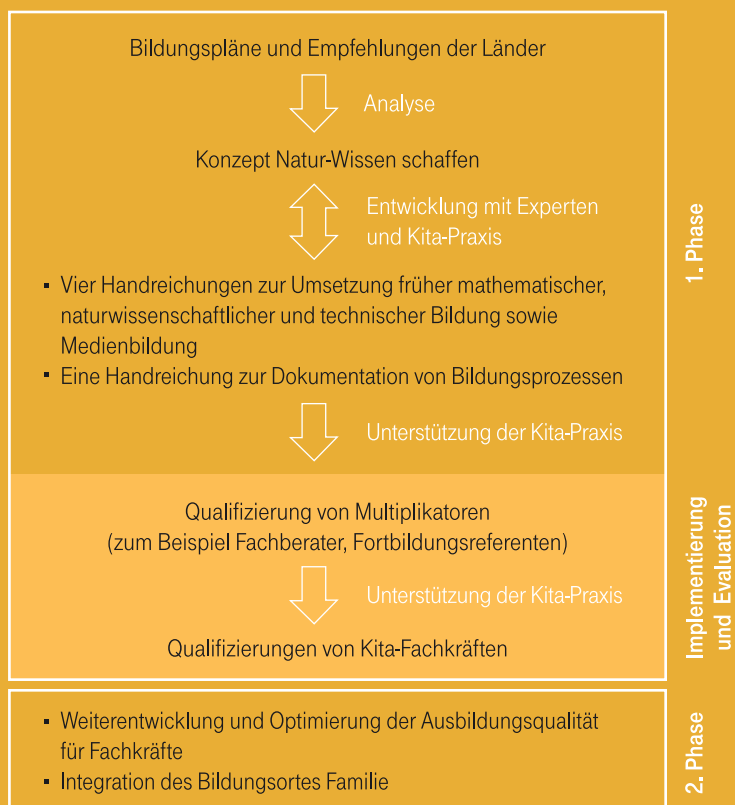 Bildungspläne und Empfehlungen der Länder
Analyse
Konzept Natur-Wissen schaffen
Entwicklung mit Experten
und Kita-Praxis
▪ Vier Handreichungen zur Umsetzung früher mathematischer,
naturwissenschaftlicher und technischer Bildung sowie
Medienbildung
▪ Eine Handreichung zur Dokumentation von Bildungsprozessen
Unterstützung der Kita-Praxis
1. Phase
Qualifizierung von Multiplikatoren
(zum Beispiel Fachberater, Fortbildungsreferenten)
Unterstützung der Kita-Praxis
Qualifizierungen von Kita-Fachkräften
Implementierung
und Evaluation
▪ Weiterentwicklung und Optimierung der Ausbildungsqualität
für Fachkräfte
▪ Integration des Bildungsortes Familie
2. Phase